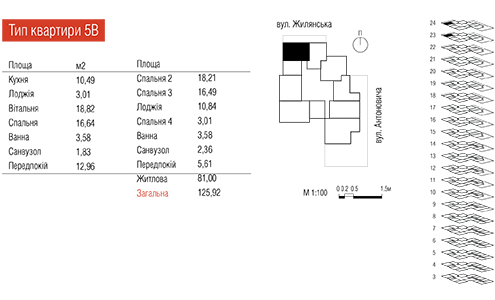 Тип квартири 5В
Площа м2
Кухня 10,49
Лоджія 3,01
Вітальня 18,82
Спальня 16,64
Ванна 3,58
Санвузол 1,83
Передпокій 12,96
Площа
Спальня 2 18,21
Спальня 3 16,49
Лоджія 10,84
Спальня 4 3,01
Ванна 3,58
Санвузол 2,36
Передпокій 5,61
Житлова 81,00
Загальна 125,92
вул. Жилянська
П
вул. Антоновича
М 1:100
0 0.2 0.5 1,5м
24
23
22
21
20
19
18
17
16
15
14
13
12
11
10
9
8
7
6
5
4
3